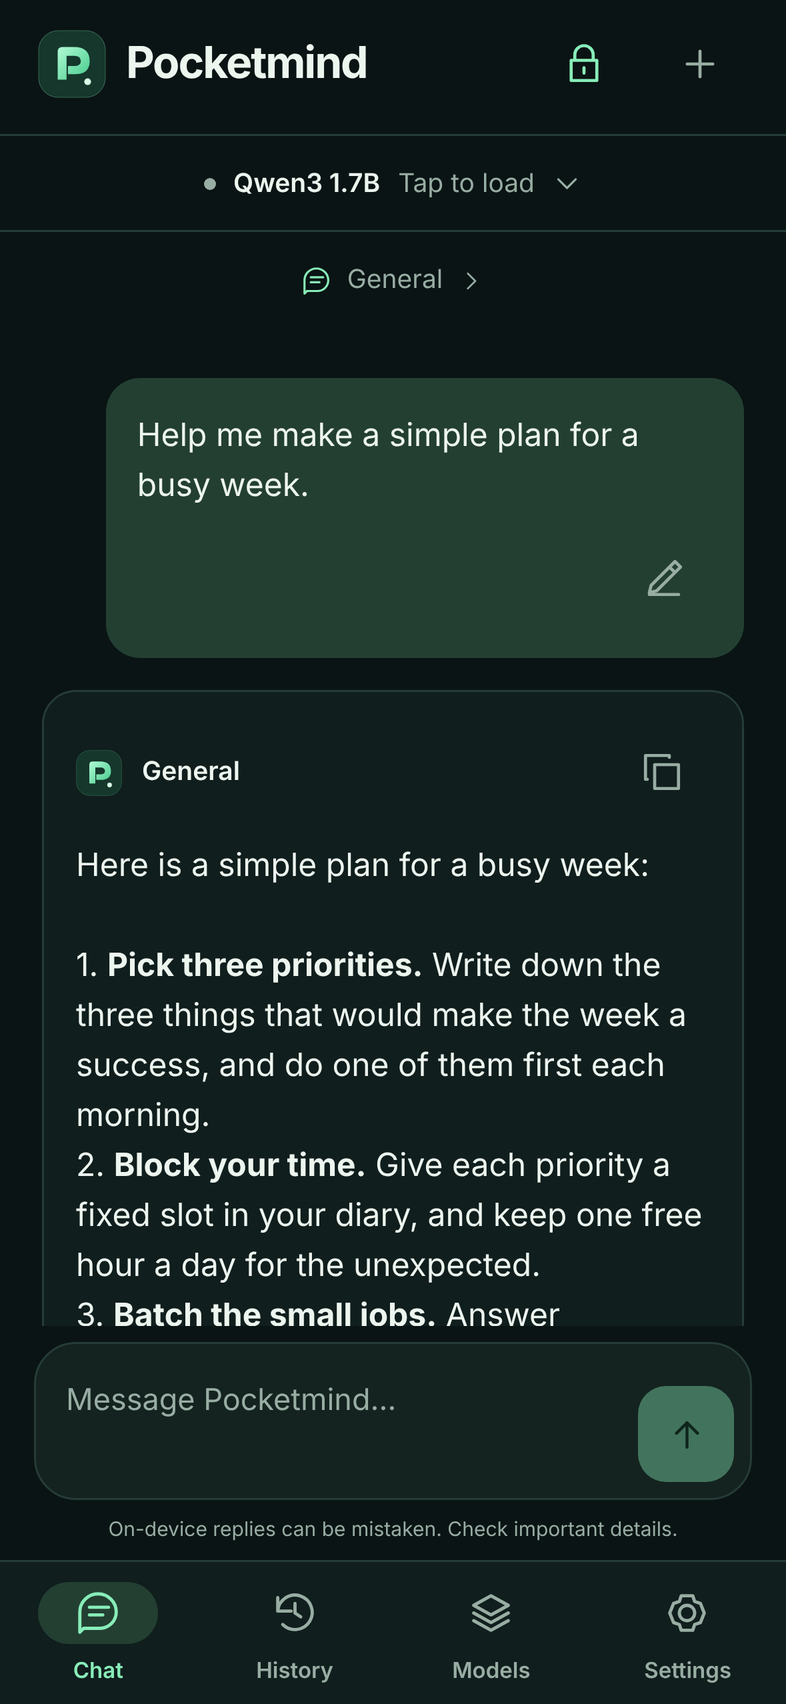 Pocketmind
Qwen3 1.7B Tap to load
General
Help me make a simple plan for a
busy week.
General
Here is a simple plan for a busy week:
1. Pick three priorities. Write down the
three things that would make the week a
success, and do one of them first each
morning.
2. Block your time. Give each priority a
fixed slot in your diary, and keep one free
hour a day for the unexpected.
3. Batch the small jobs. Answer
Message Pocketmind...
On-device replies can be mistaken. Check important details.
Chat History Models Settings